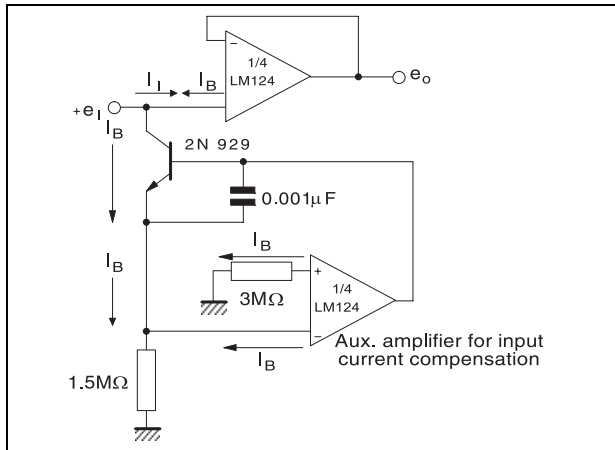 1/4
LM124
I I
I B
e o
+e I
I B
2N 929
0.001μF
I B
I B
3MΩ
1/4
LM124
Aux. amplifier for input
current compensation
I B
1.5MΩ